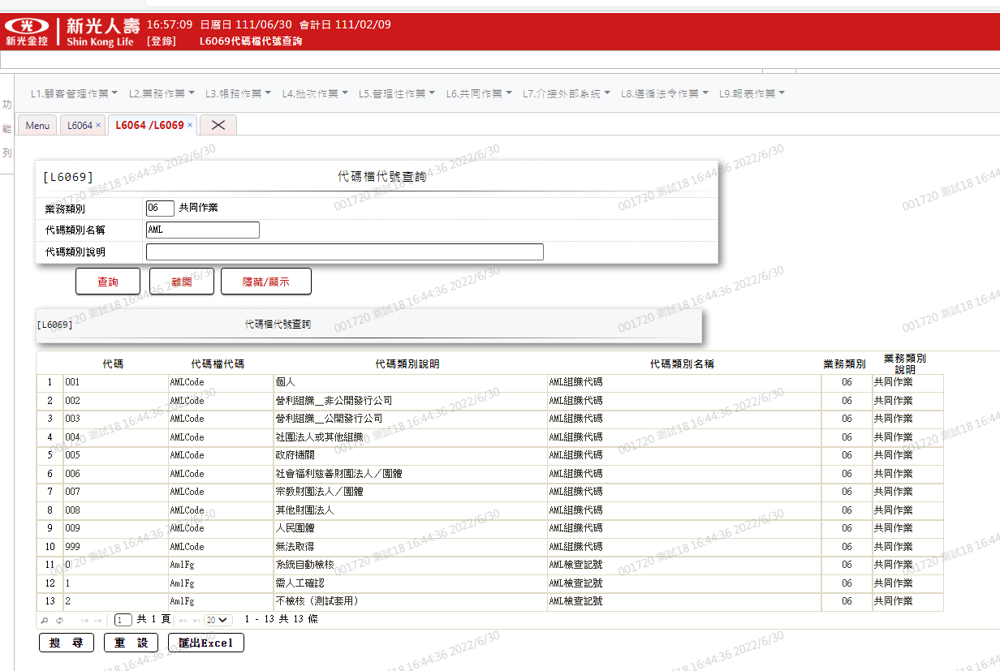 新光人壽 16:57:09 日曆日 111/06/30 會計日 111/02/09
新光金控 Shin Kong Life [登錄] L6069代碼檔代號查詢
功
能
列
L1.顧客管理作業 L2.業務作業 L3.帳務作業 L4.批次作業 L5.管理性作業 L6.共同作業 L7.介接外部系統 L8.遵循法令作業 L9.報表作業
Menu L6064 × L6064 /L6069 ×
[L6069] 代碼檔代號查詢
業務類別 06 共同作業
代碼類別名稱 AML
代碼類別說明
查詢 離開 隱藏/顯示
[L6069] 代碼檔代號查詢
代碼 代碼檔代碼 代碼類別說明 代碼類別名稱 業務類別 業務類別說明
1 001 AMLCode 個人 AML組織代碼 06 共同作業
2 002 AMLCode 營利組織__非公開發行公司 AML組織代碼 06 共同作業
3 003 AMLCode 營利組織__公開發行公司 AML組織代碼 06 共同作業
4 004 AMLCode 社團法人或其他組織 AML組織代碼 06 共同作業
5 005 AMLCode 政府機關 AML組織代碼 06 共同作業
6 006 AMLCode 社會福利慈善財團法人／團體 AML組織代碼 06 共同作業
7 007 AMLCode 宗教財團法人／團體 AML組織代碼 06 共同作業
8 008 AMLCode 其他財團法人 AML組織代碼 06 共同作業
9 009 AMLCode 人民團體 AML組織代碼 06 共同作業
10 999 AMLCode 無法取得 AML組織代碼 06 共同作業
11 0 AmlFg 系統自動檢核 AML檢查記號 06 共同作業
12 1 AmlFg 需人工確認 AML檢查記號 06 共同作業
13 2 AmlFg 不檢核（測試套用） AML檢查記號 06 共同作業
1 共 1 頁 20 1 - 13 共 13 條
搜 尋 重 設 匯出Excel
001720 測試18 16:44:36 2022/6/30